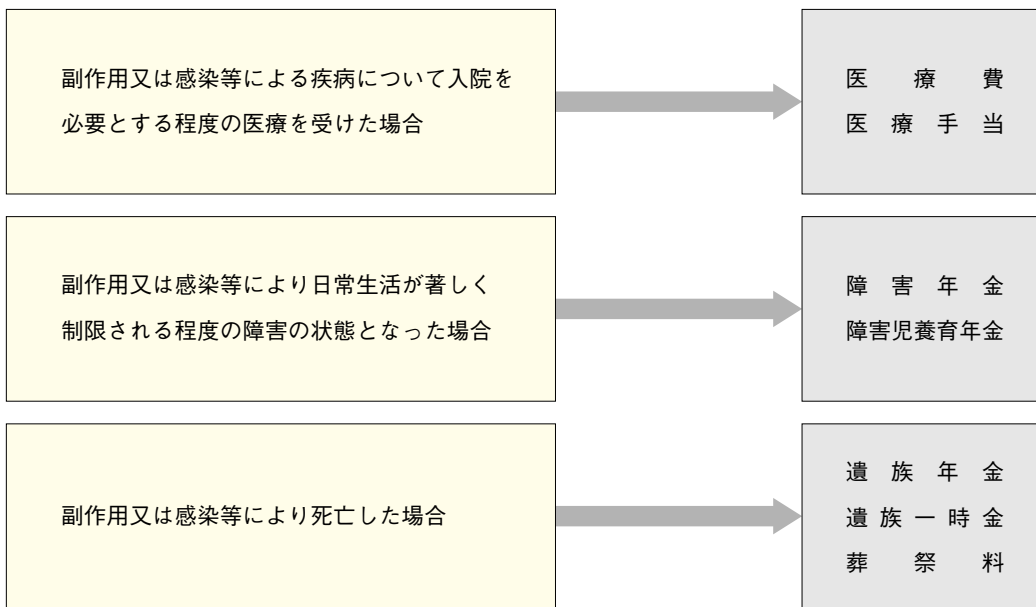 副作用又は感染等による疾病について入院を
必要とする程度の医療を受けた場合
医療費
医療手当
副作用又は感染等により日常生活が著しく
制限される程度の障害の状態となった場合
障害年金
障害児養育年金
副作用又は感染等により死亡した場合
遺族年金
遺族一時金
葬祭料